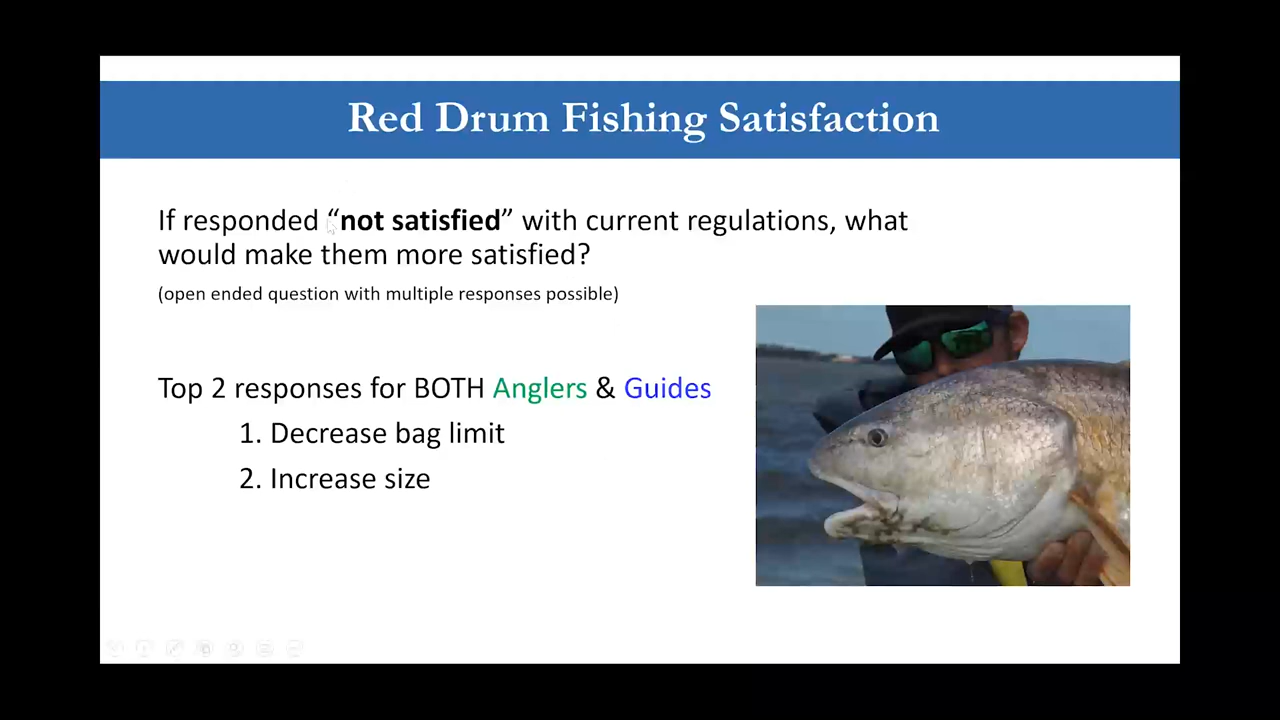 Red Drum Fishing Satisfaction
If responded “not satisfied” with current regulations, what
would make them more satisfied?
(open ended question with multiple responses possible)
Top 2 responses for BOTH Anglers & Guides
1. Decrease bag limit
2. Increase size